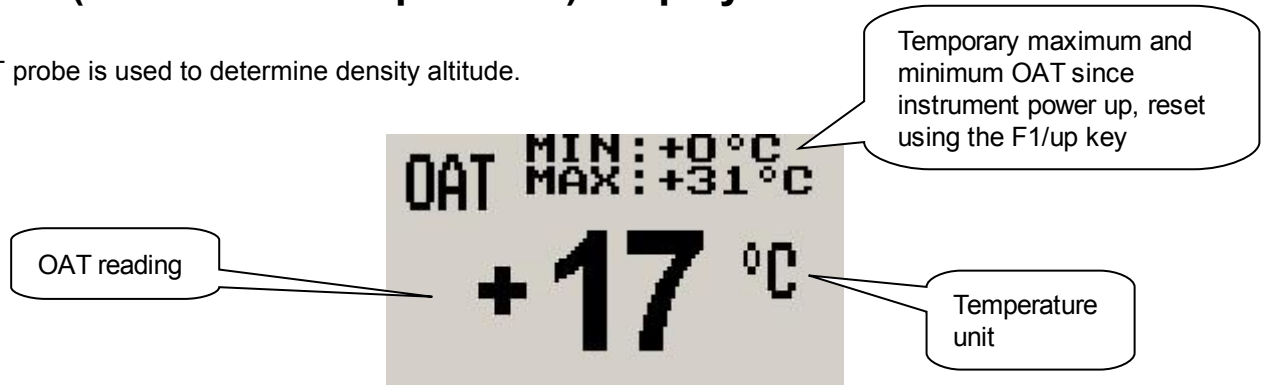 T probe is used to determine density altitude.
Temporary maximum and
minimum OAT since
instrument power up, reset
using the F1/up key
OAT
MIN:+0°C
MAX:+31°C
+17 °C
OAT reading
Temperature
unit